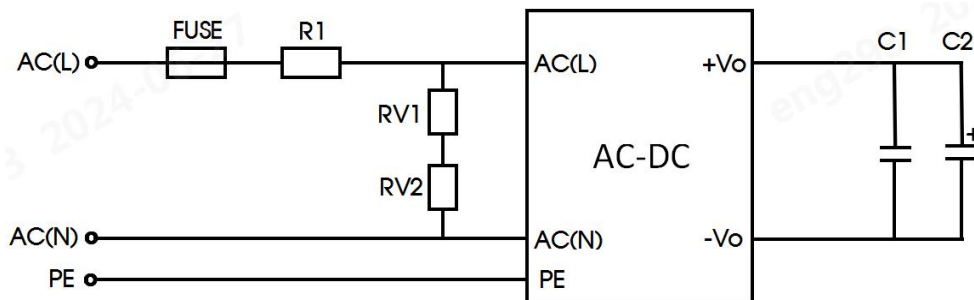 FUSE R1 C1 C2
AC(L) AC(L) +Vo
RV1
AC-DC
RV2
AC(N) AC(N) -Vo
PE PE